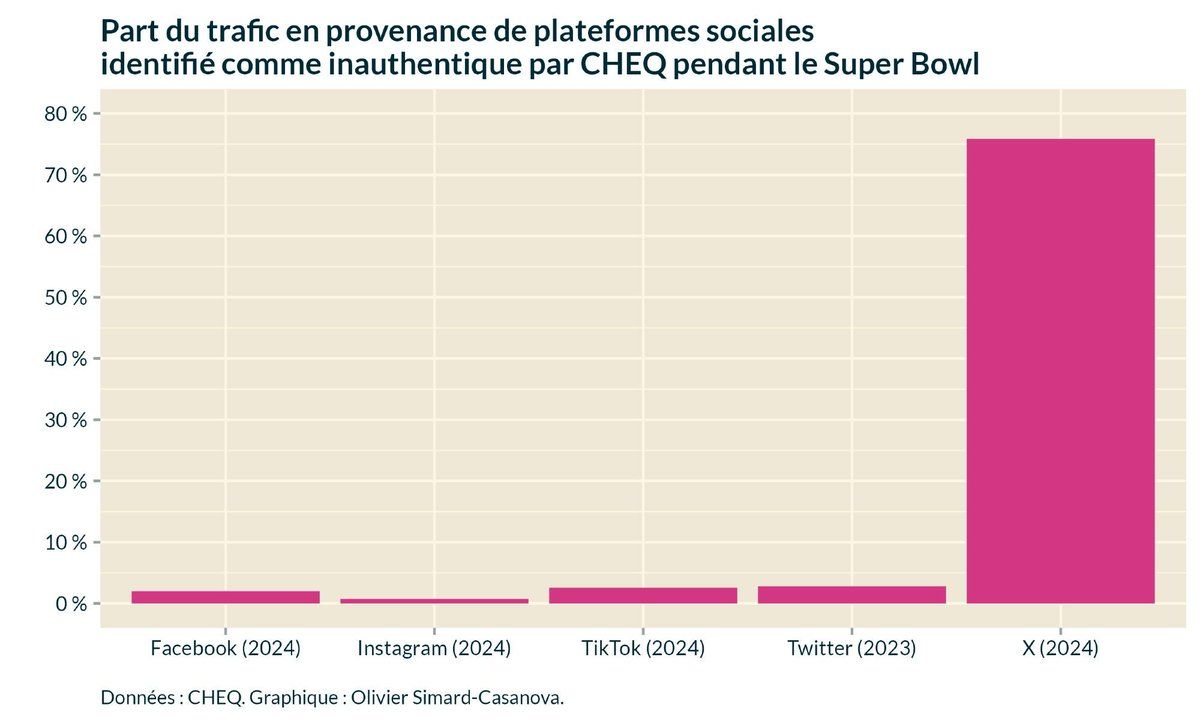 Part du trafic en provenance de plateformes sociales
identifié comme inauthentique par CHEQ pendant le Super Bowl
80 %
70 %
60 %
50 %
40 %
30 %
20 %
10 %
0 %
Facebook (2024) Instagram (2024) TikTok (2024) Twitter (2023) X (2024)
Données : CHEQ. Graphique : Olivier Simard-Casanova.